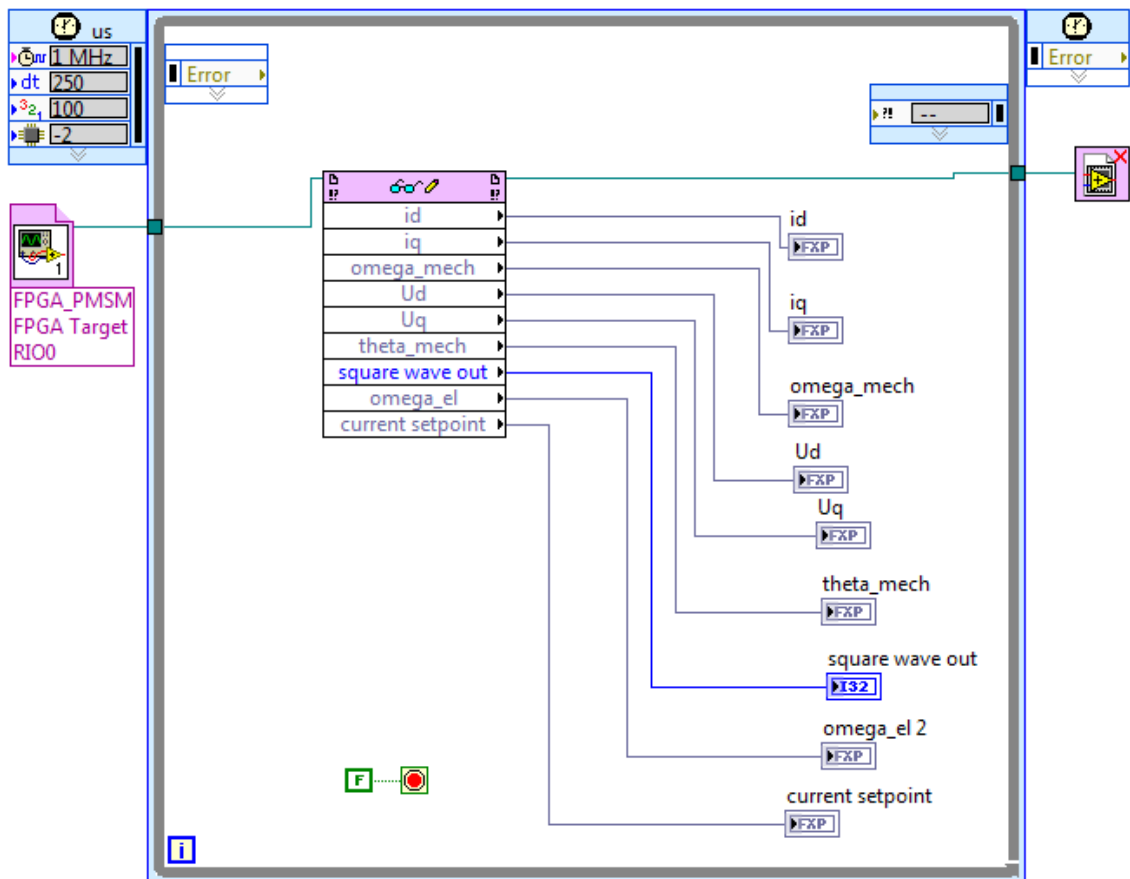 us
1 MHz
dt 250
321 100
-2
Error
?! --
Error
1
FPGA_PMSM
FPGA Target
RIO0
!? !?
id
iq
omega_mech
Ud
Uq
theta_mech
square wave out
omega_el
current setpoint
id
FXP
iq
FXP
omega_mech
FXP
Ud
FXP
Uq
FXP
theta_mech
FXP
square wave out
I32
omega_el 2
FXP
current setpoint
FXP
F
i